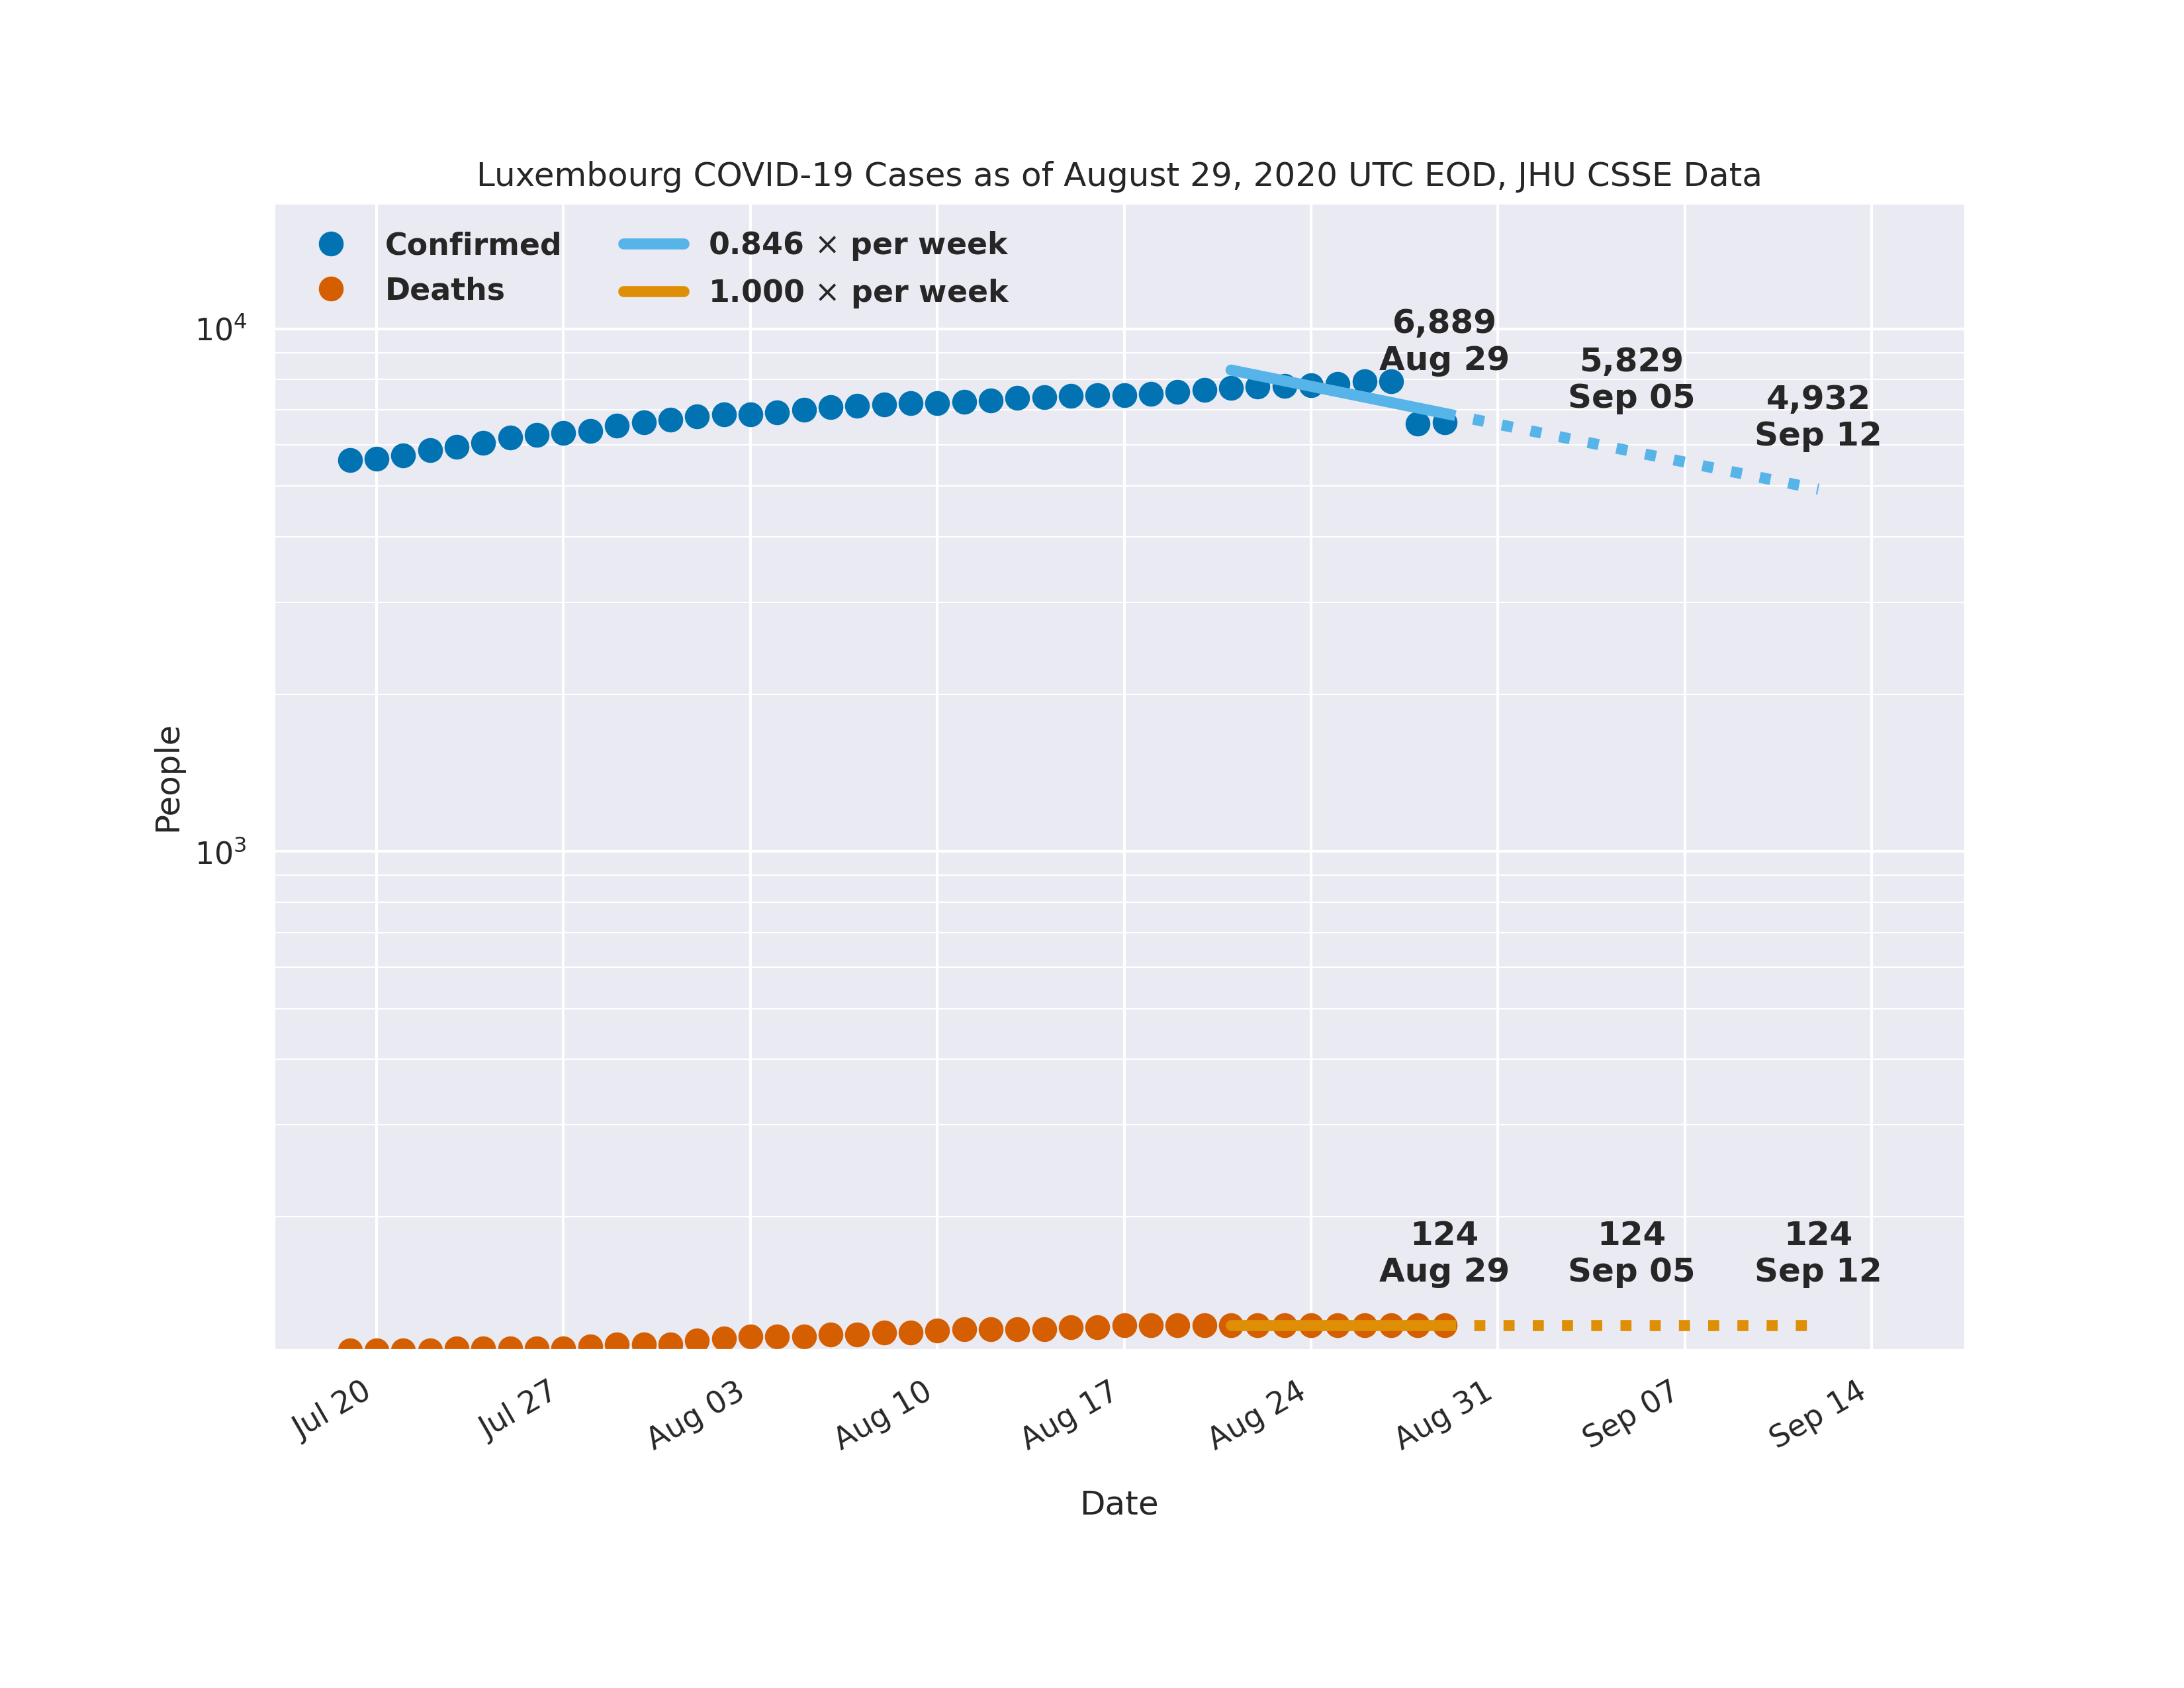 Luxembourg COVID-19 Cases as of August 29, 2020 UTC EOD, JHU CSSE Data
Confirmed
Deaths
0.846 × per week
1.000 × per week
6,889
Aug 29
5,829
Sep 05
4,932
Sep 12
10⁴
10³
People
124
Aug 29
124
Sep 05
124
Sep 12
Jul 20
Jul 27
Aug 03
Aug 10
Aug 17
Aug 24
Aug 31
Sep 07
Sep 14
Date